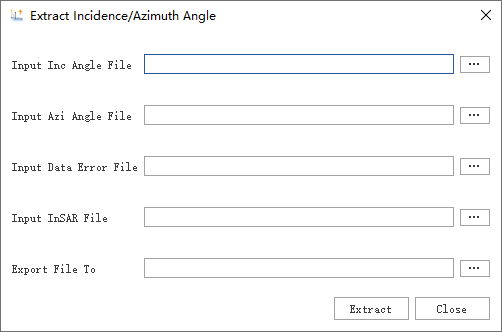 Extract Incidence/Azimuth Angle
Input Inc Angle File
...
Input Azi Angle File
...
Input Data Error File
...
Input InSAR File
...
Export File To
...
Extract
Close